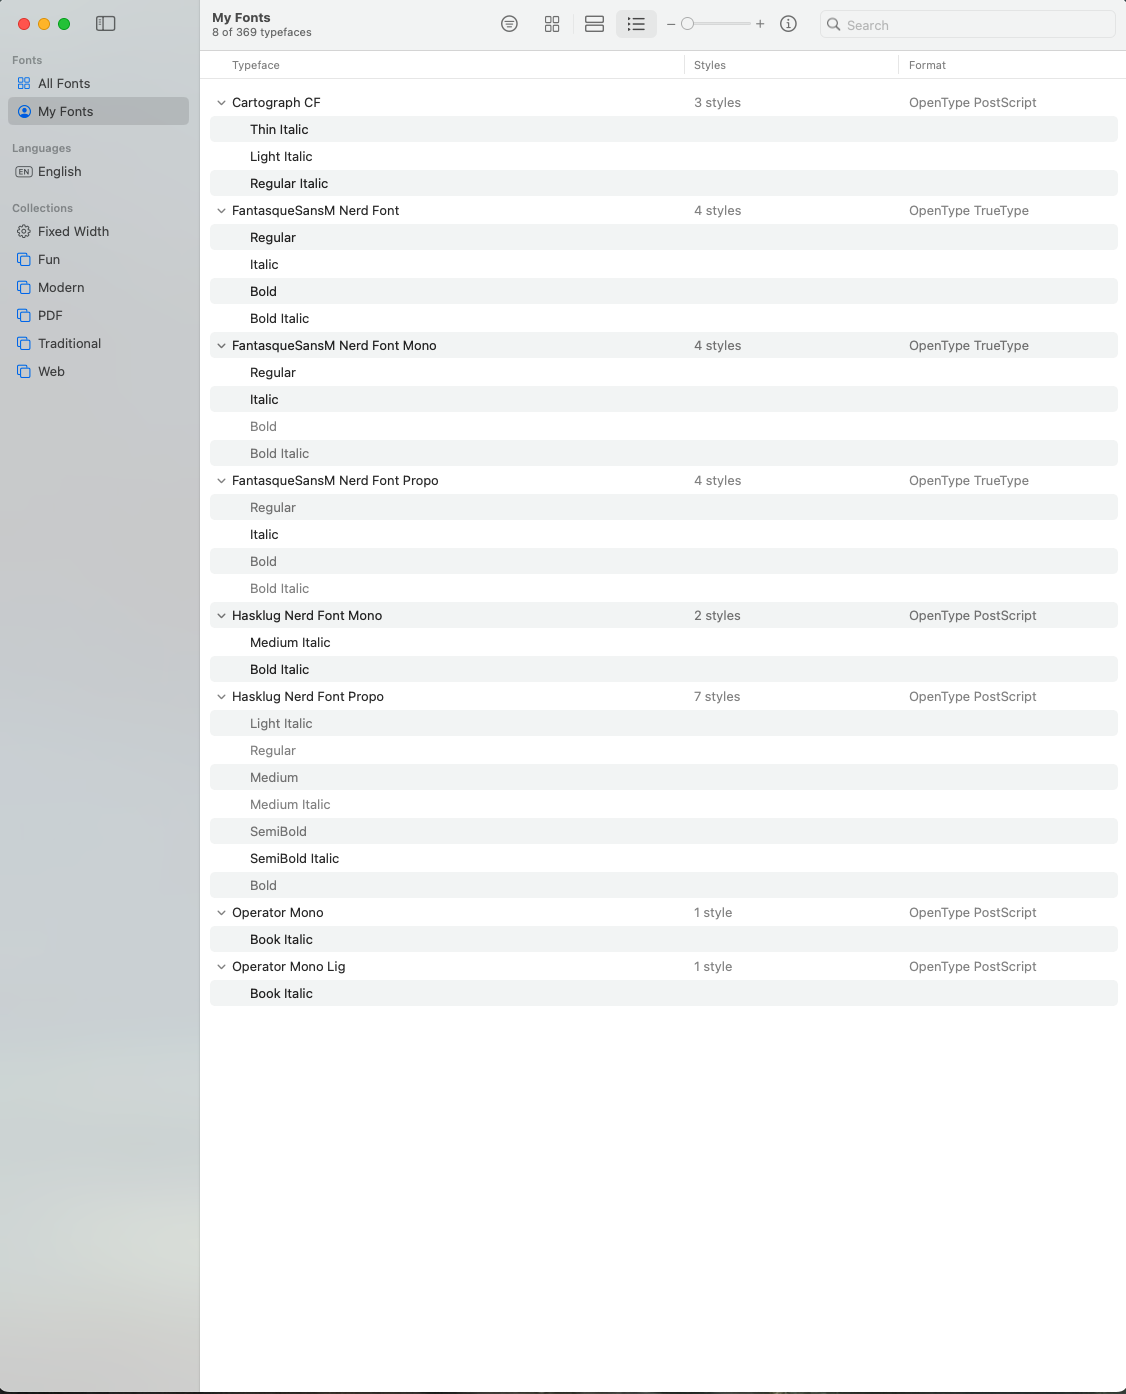 My Fonts
8 of 369 typefaces
Search
Fonts
All Fonts
My Fonts
Languages
EN English
Collections
Fixed Width
Fun
Modern
PDF
Traditional
Web
Typeface Styles Format
Cartograph CF 3 styles OpenType PostScript
Thin Italic
Light Italic
Regular Italic
FantasqueSansM Nerd Font 4 styles OpenType TrueType
Regular
Italic
Bold
Bold Italic
FantasqueSansM Nerd Font Mono 4 styles OpenType TrueType
Regular
Italic
Bold
Bold Italic
FantasqueSansM Nerd Font Propo 4 styles OpenType TrueType
Regular
Italic
Bold
Bold Italic
Hasklug Nerd Font Mono 2 styles OpenType PostScript
Medium Italic
Bold Italic
Hasklug Nerd Font Propo 7 styles OpenType PostScript
Light Italic
Regular
Medium
Medium Italic
SemiBold
SemiBold Italic
Bold
Operator Mono 1 style OpenType PostScript
Book Italic
Operator Mono Lig 1 style OpenType PostScript
Book Italic